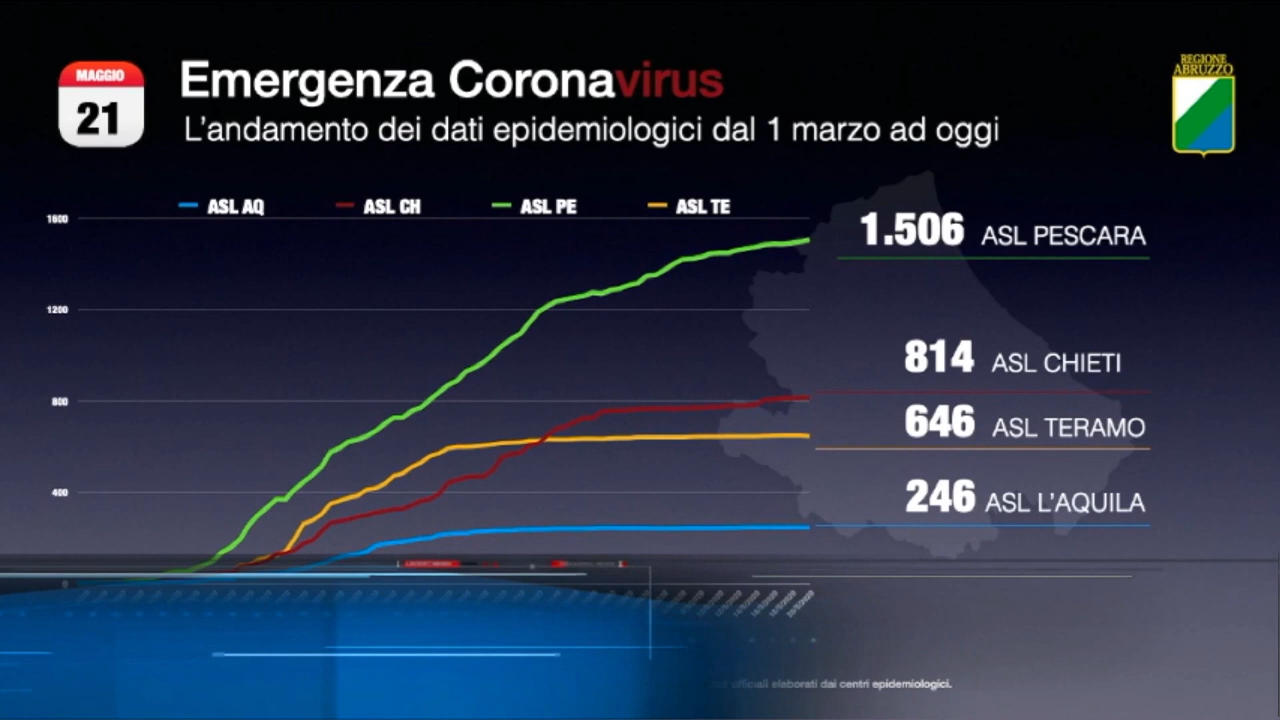 MAGGIO
21
Emergenza Coronavirus
L'andamento dei dati epidemiologici dal 1 marzo ad oggi
REGIONE
ABRUZZO
ASL AQ ASL CH ASL PE ASL TE
1600
1200
800
400
0
1.506 ASL PESCARA
814 ASL CHIETI
646 ASL TERAMO
246 ASL L'AQUILA
ufficiali elaborati dai centri epidemiologici.